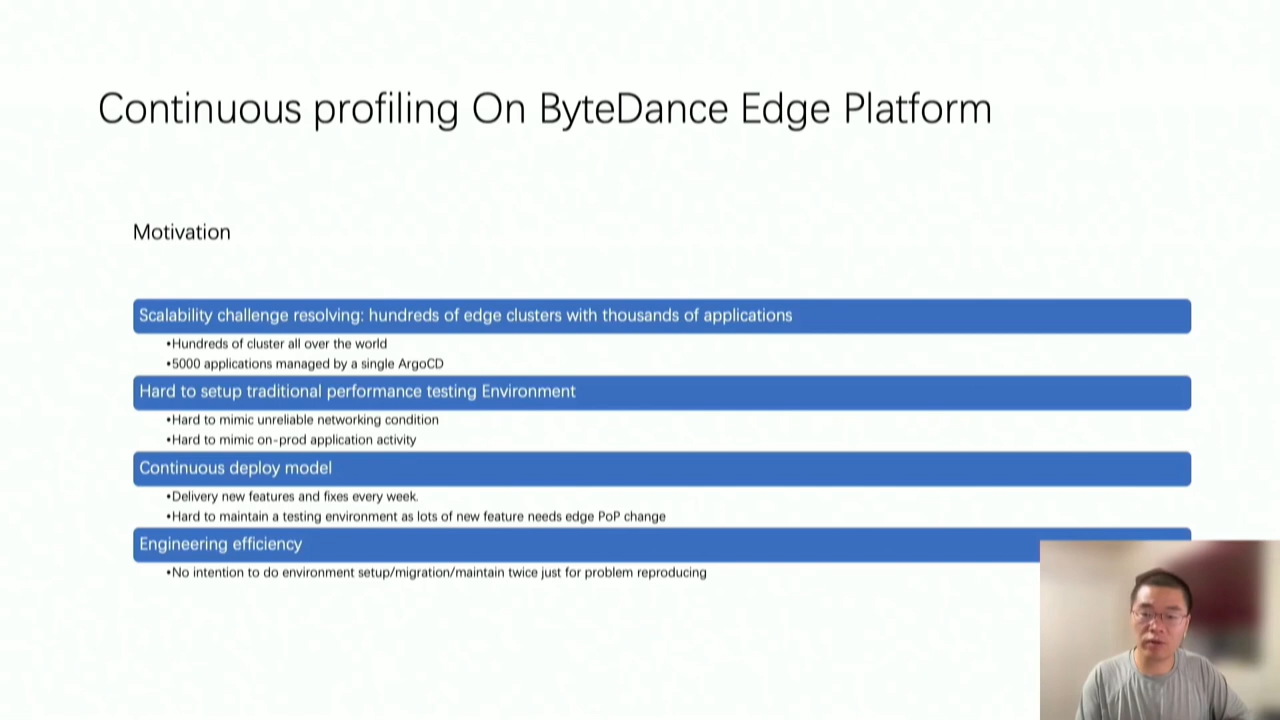 Continuous profiling On ByteDance Edge Platform
Motivation
Scalability challenge resolving: hundreds of edge clusters with thousands of applications
•Hundreds of cluster all over the world
•5000 applications managed by a single ArgoCD
Hard to setup traditional performance testing Environment
•Hard to mimic unreliable networking condition
•Hard to mimic on-prod application activity
Continuous deploy model
•Delivery new features and fixes every week.
•Hard to maintain a testing environment as lots of new feature needs edge PoP change
Engineering efficiency
•No intention to do environment setup/migration/maintain twice just for problem reproducing